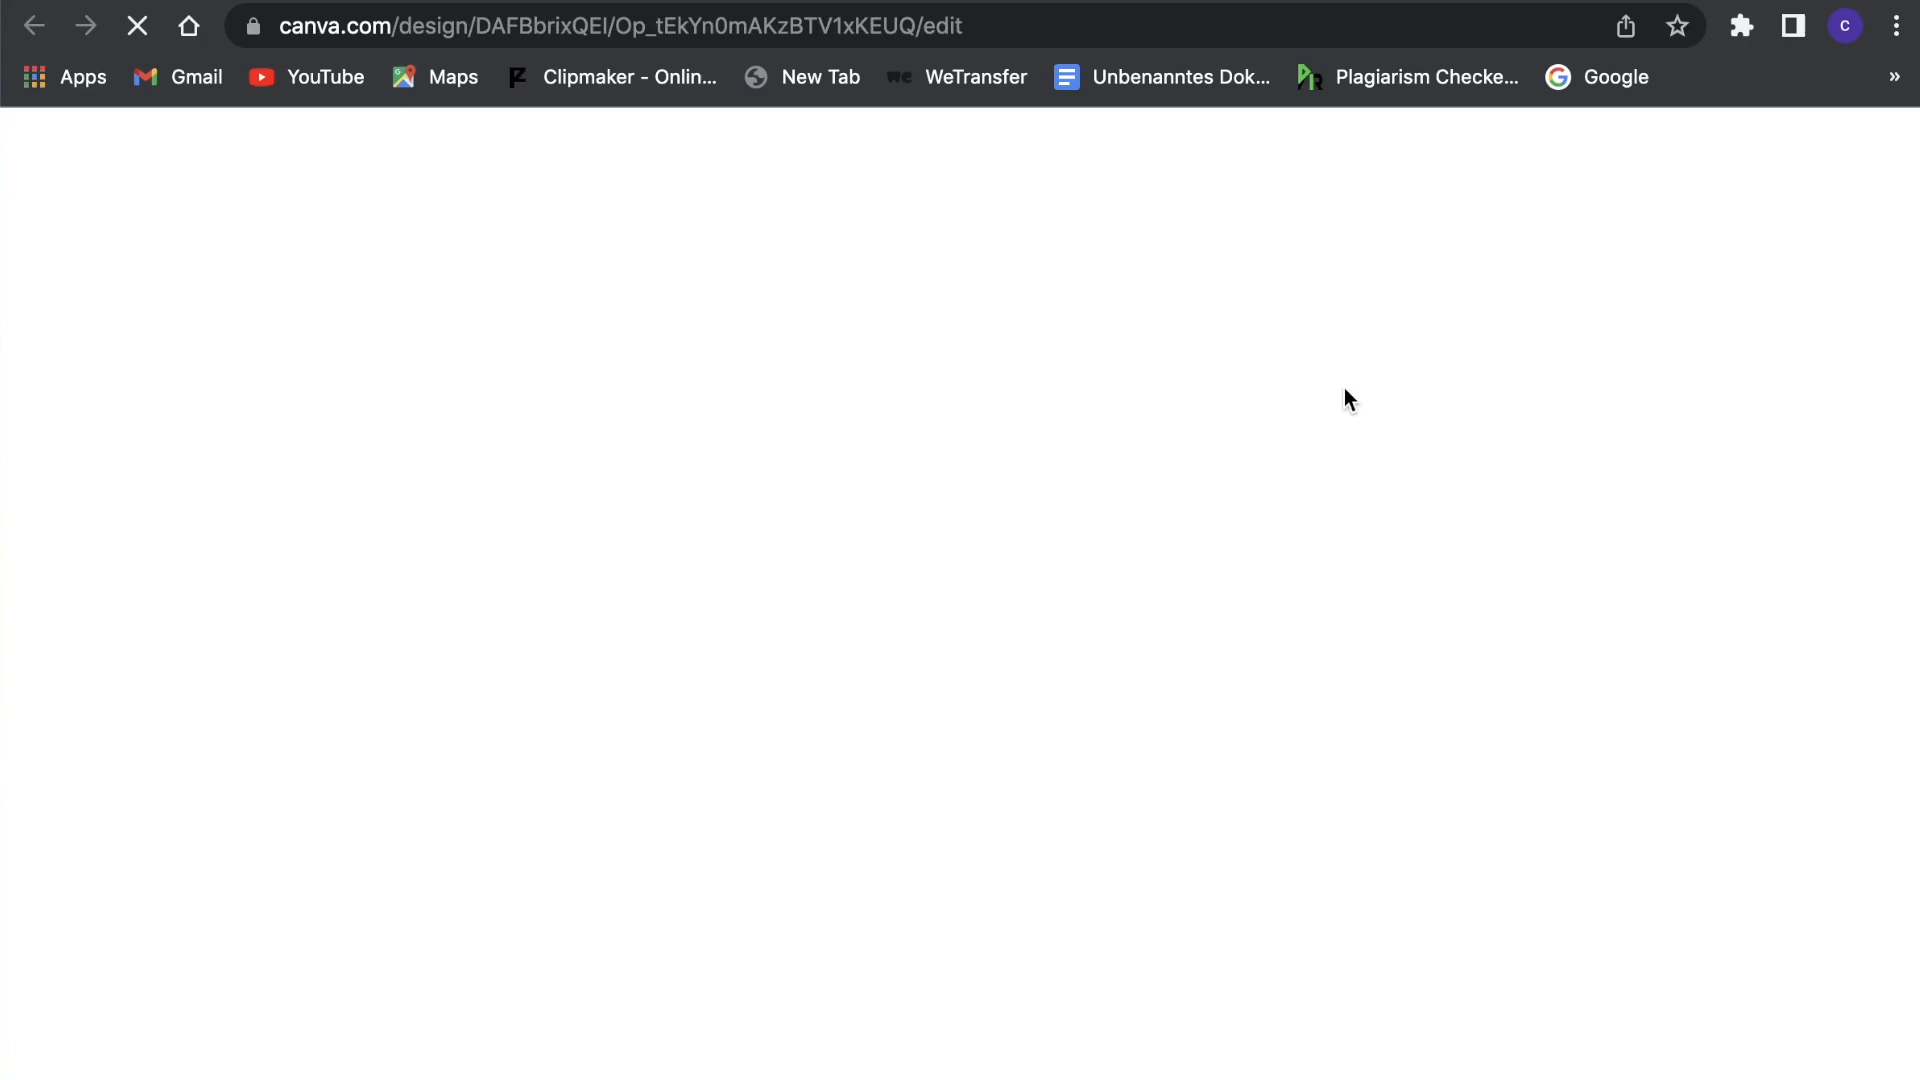 canva.com/design/DAFBbrixQEI/Op_tEkYn0mAKzBTV1xKEUQ/edit
C
Apps Gmail YouTube Maps Clipmaker - Onlin... New Tab we WeTransfer Unbenanntes Dok... Plagiarism Checke... Google »